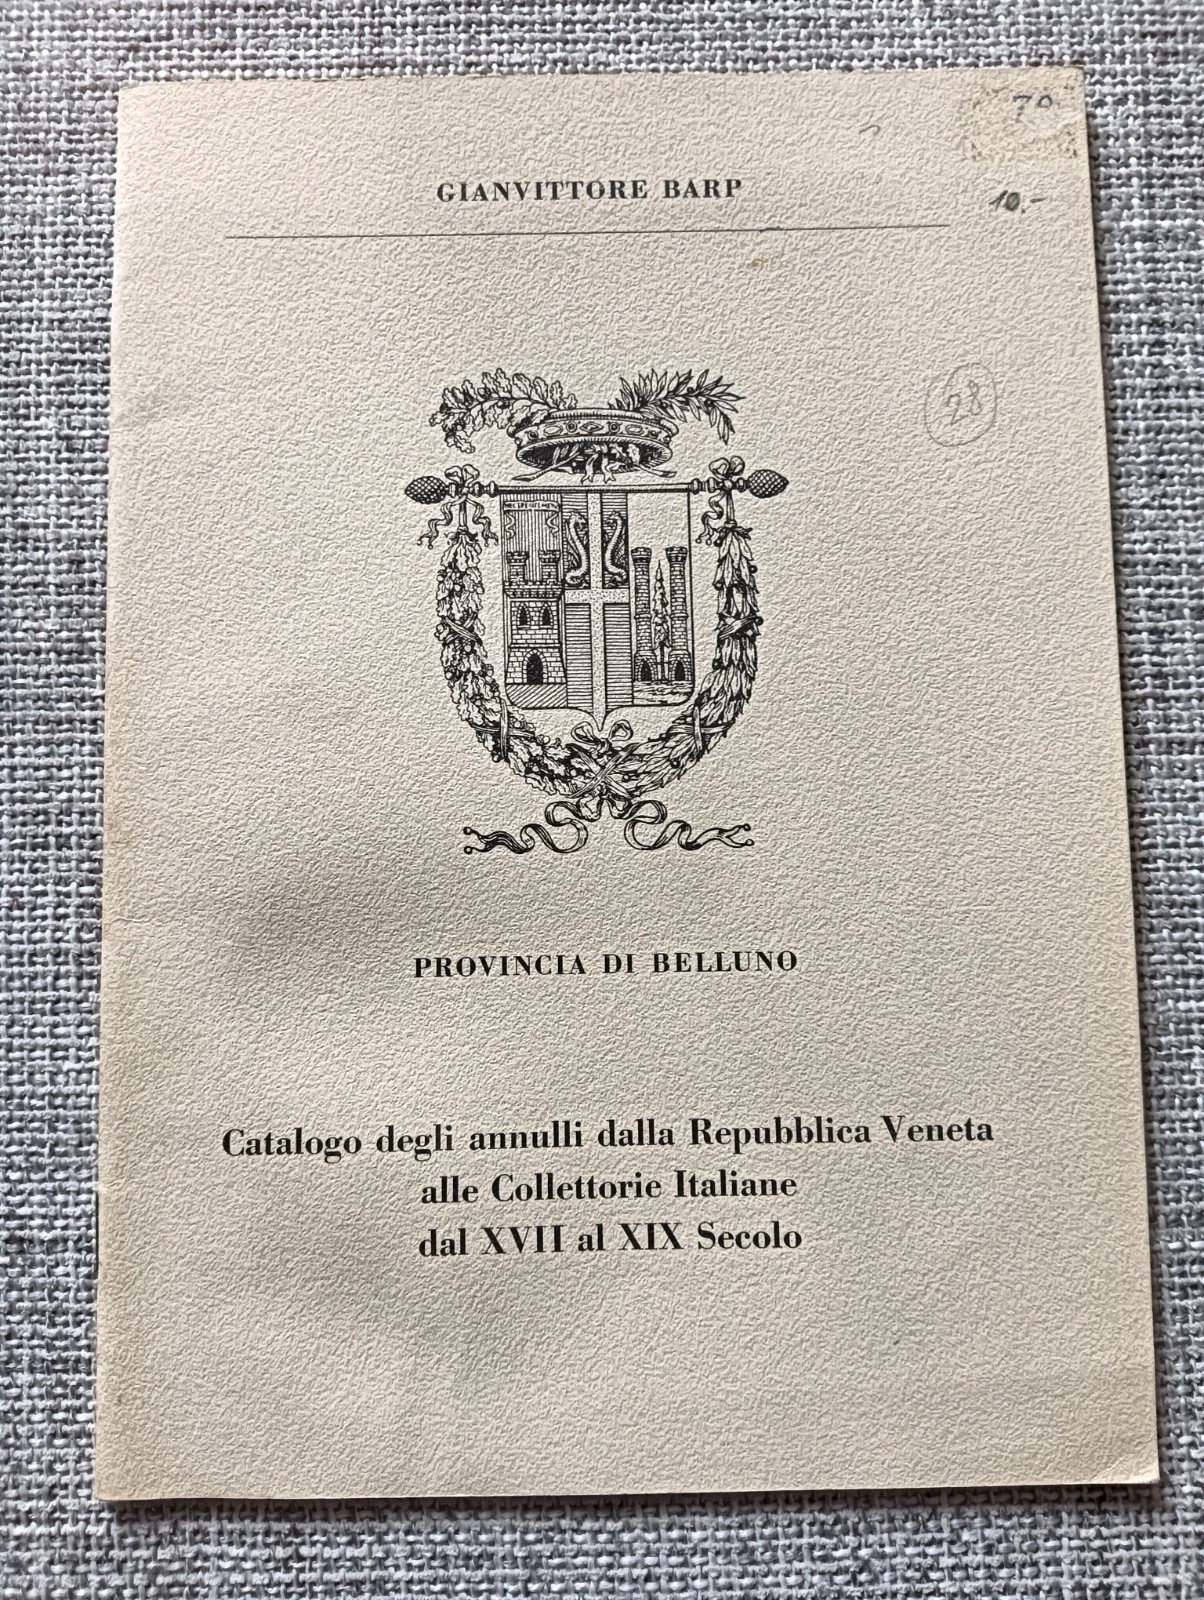 70.
GIANVITTORE BARP
10.-
28
PROVINCIA DI BELLUNO
Catalogo degli annulli dalla Repubblica Veneta
alle Collettorie Italiane
dal XVII al XIX Secolo